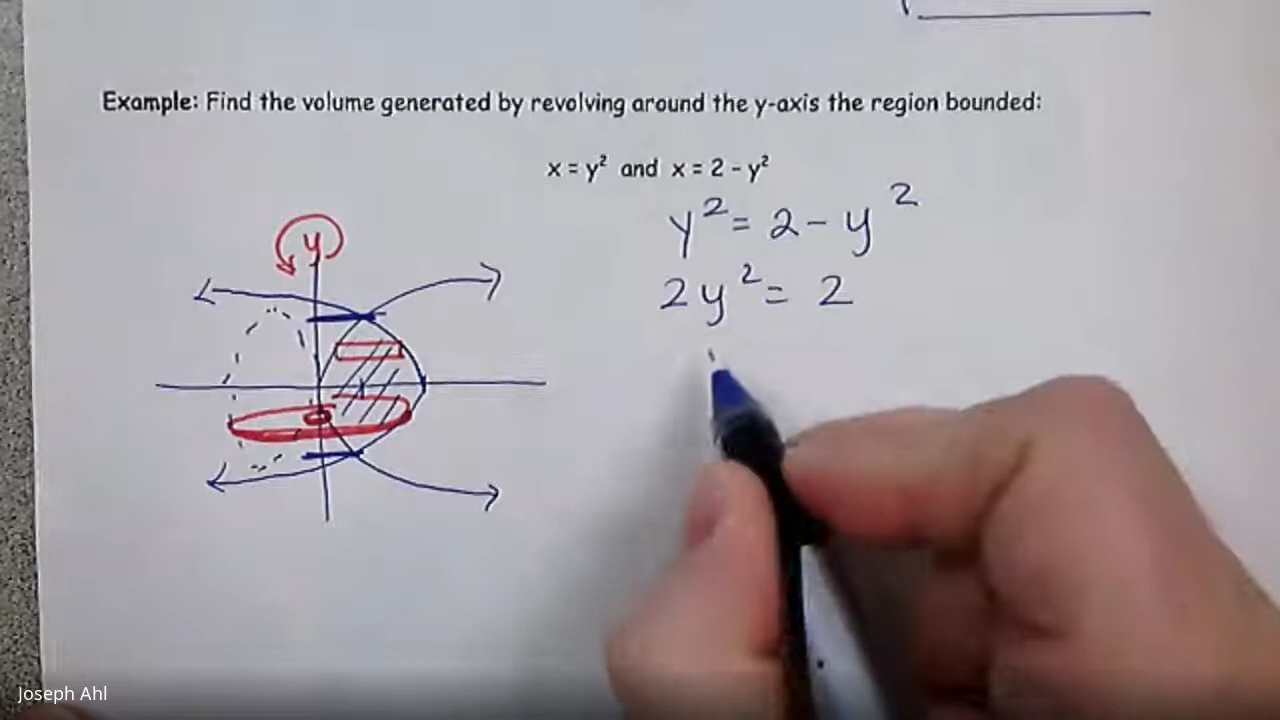 Example: Find the volume generated by revolving around the y-axis the region bounded:
x = y² and x = 2 - y²
y² = 2 - y²
2y² = 2
y
Joseph Ahl